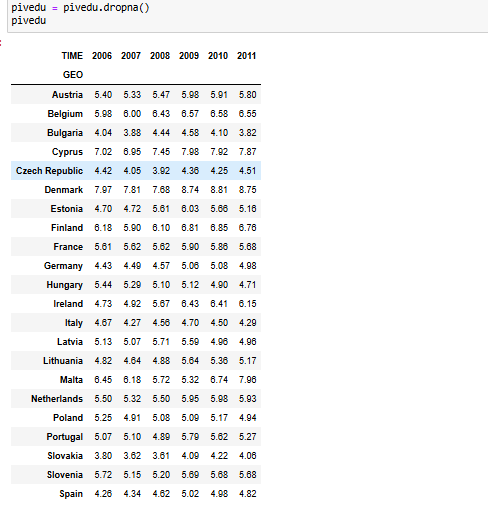 pivedu = pivedu.dropna()
pivedu
TIME 2006 2007 2008 2009 2010 2011
GEO
Austria 5.40 5.33 5.47 5.98 5.91 5.80
Belgium 5.98 6.00 6.43 6.57 6.58 6.55
Bulgaria 4.04 3.88 4.44 4.58 4.10 3.82
Cyprus 7.02 6.95 7.45 7.98 7.92 7.87
Czech Republic 4.42 4.05 3.92 4.36 4.25 4.51
Denmark 7.97 7.81 7.68 8.74 8.81 8.75
Estonia 4.70 4.72 5.61 6.03 5.66 5.16
Finland 6.18 5.90 6.10 6.81 6.85 6.76
France 5.61 5.62 5.62 5.90 5.86 5.68
Germany 4.43 4.49 4.57 5.06 5.08 4.98
Hungary 5.44 5.29 5.10 5.12 4.90 4.71
Ireland 4.73 4.92 5.67 6.43 6.41 6.15
Italy 4.67 4.27 4.56 4.70 4.50 4.29
Latvia 5.13 5.07 5.71 5.59 4.96 4.96
Lithuania 4.82 4.64 4.88 5.64 5.36 5.17
Malta 6.45 6.18 5.72 5.32 6.74 7.96
Netherlands 5.50 5.32 5.50 5.95 5.98 5.93
Poland 5.25 4.91 5.08 5.09 5.17 4.94
Portugal 5.07 5.10 4.89 5.79 5.62 5.27
Slovakia 3.80 3.62 3.61 4.09 4.22 4.06
Slovenia 5.72 5.15 5.20 5.69 5.68 5.68
Spain 4.26 4.34 4.62 5.02 4.98 4.82